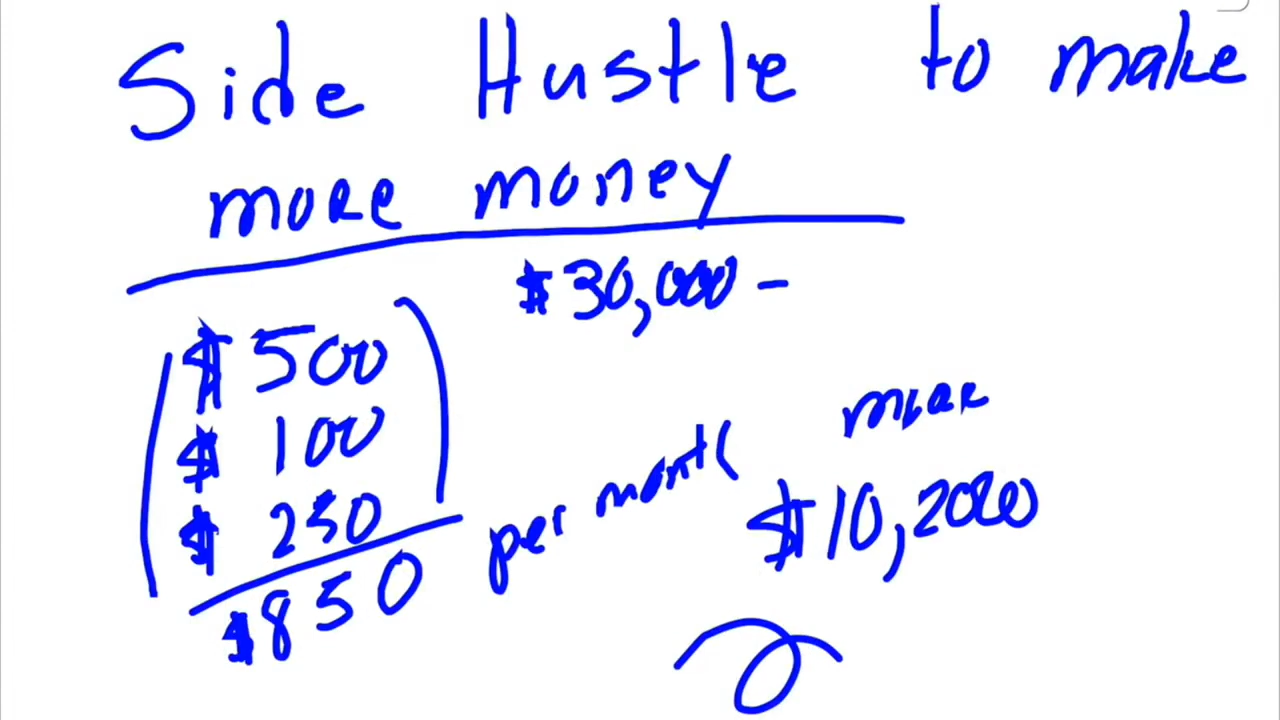 Side Hustle to make
more money
$30,000 -
$ 500
$ 100
$ 250
$850
per month
more
$10,200